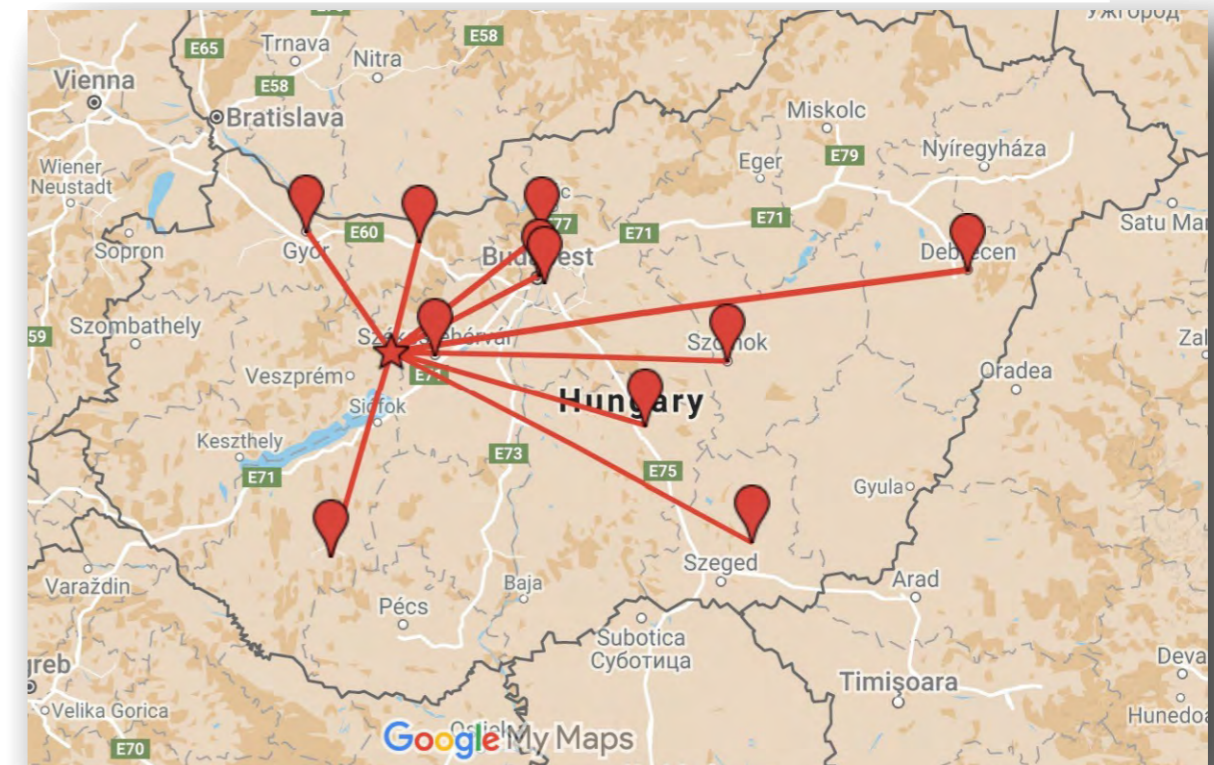 Ужгород
E65
Trnava
E58
Nitra
Vienna
E58
Bratislava
Miskolc
Wiener
Neustadt
Eger
E79
Nyíregyháza
Satu Mar
E77
E71
E71
E60
Sopron
Győr
Budapest
Debrecen
59
Szombathely
Székesfehérvár
Szolnok
Zal
Veszprém
E71
Oradea
Siófok
Hungary
Keszthely
E71
E73
E75
Gyula
Szeged
Arad
Varaždin
Baja
Pécs
Subotica
Суботица
greb
Deva
Timișoara
Velika Gorica
Hunedoa
E70
Google My Maps